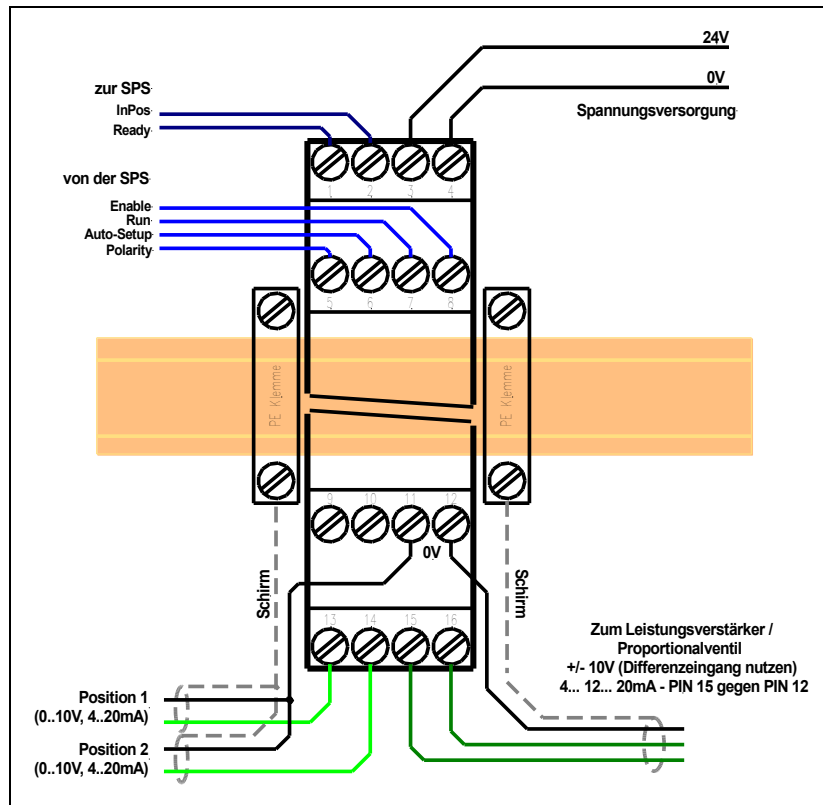 24V
zur SPS
0V
InPos
Spannungsversorgung
Ready
1 2 3 4
von der SPS
Enable
Run
Auto-Setup
Polarity
5 6 7 8
PE Klemme
PE Klemme
9 10 11 12
0V
Schirm
Schirm
13 14 15 16
Zum Leistungsverstärker /
Proportionalventil
+/- 10V (Differenzeingang nutzen)
4... 12... 20mA - PIN 15 gegen PIN 12
Position 1
(0..10V, 4..20mA)
Position 2
(0..10V, 4..20mA)